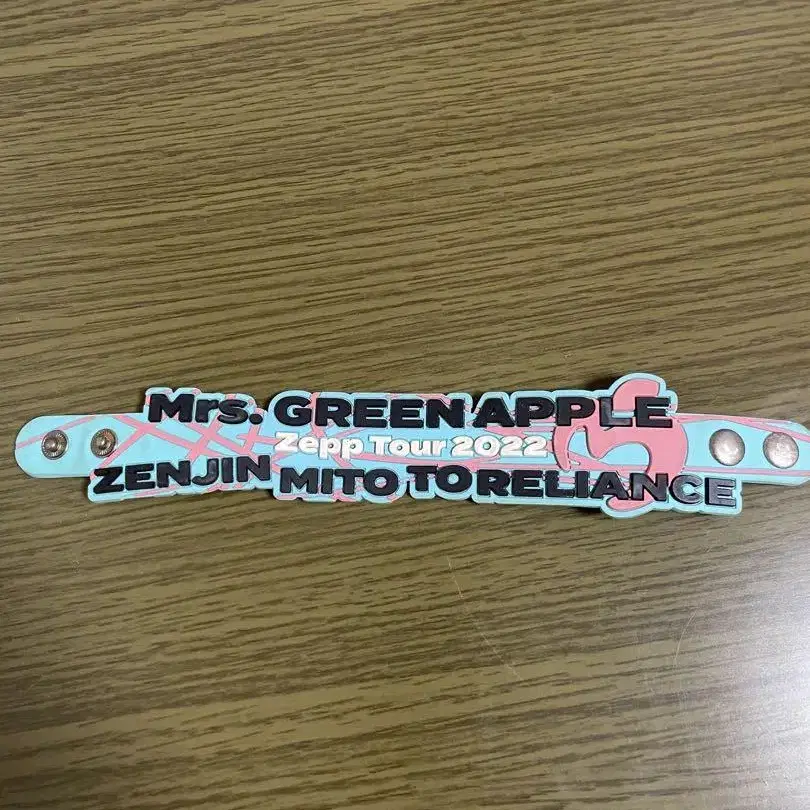 Mrs. GREEN APPLE
Zepp Tour 2022
ZENJIN MITO TO RELIANCE